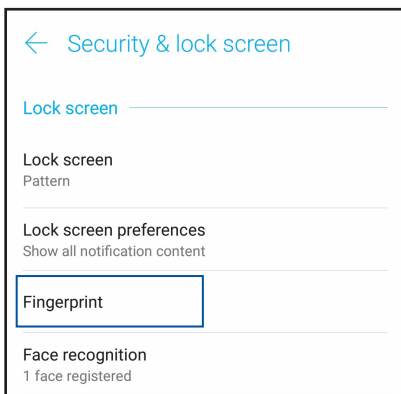 Security & lock screen
Lock screen
Lock screen
Pattern
Lock screen preferences
Show all notification content
Fingerprint
Face recognition
1 face registered